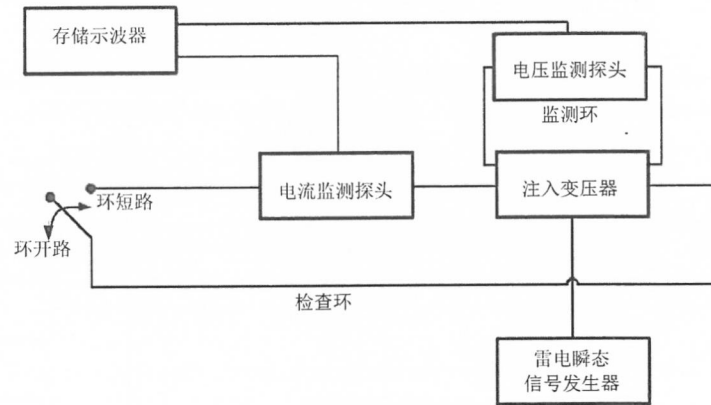 存储示波器
电压监测探头
监测环
电流监测探头
注入变压器
环短路
环开路
检查环
雷电瞬态
信号发生器